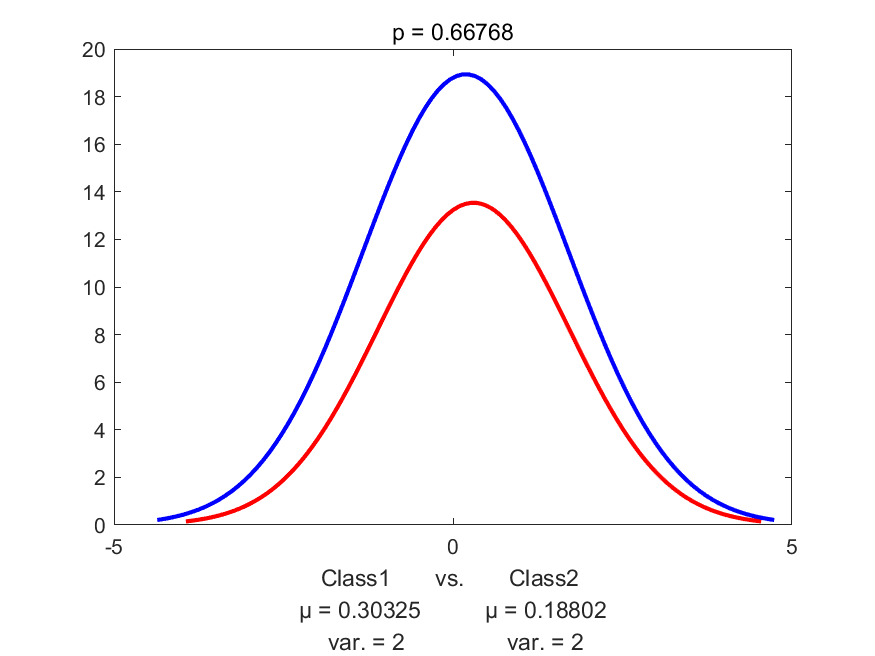 p = 0.66768
20
18
16
14
12
10
8
6
4
2
0
-5 0 5
Class1 vs. Class2
μ = 0.30325 μ = 0.18802
var. = 2 var. = 2